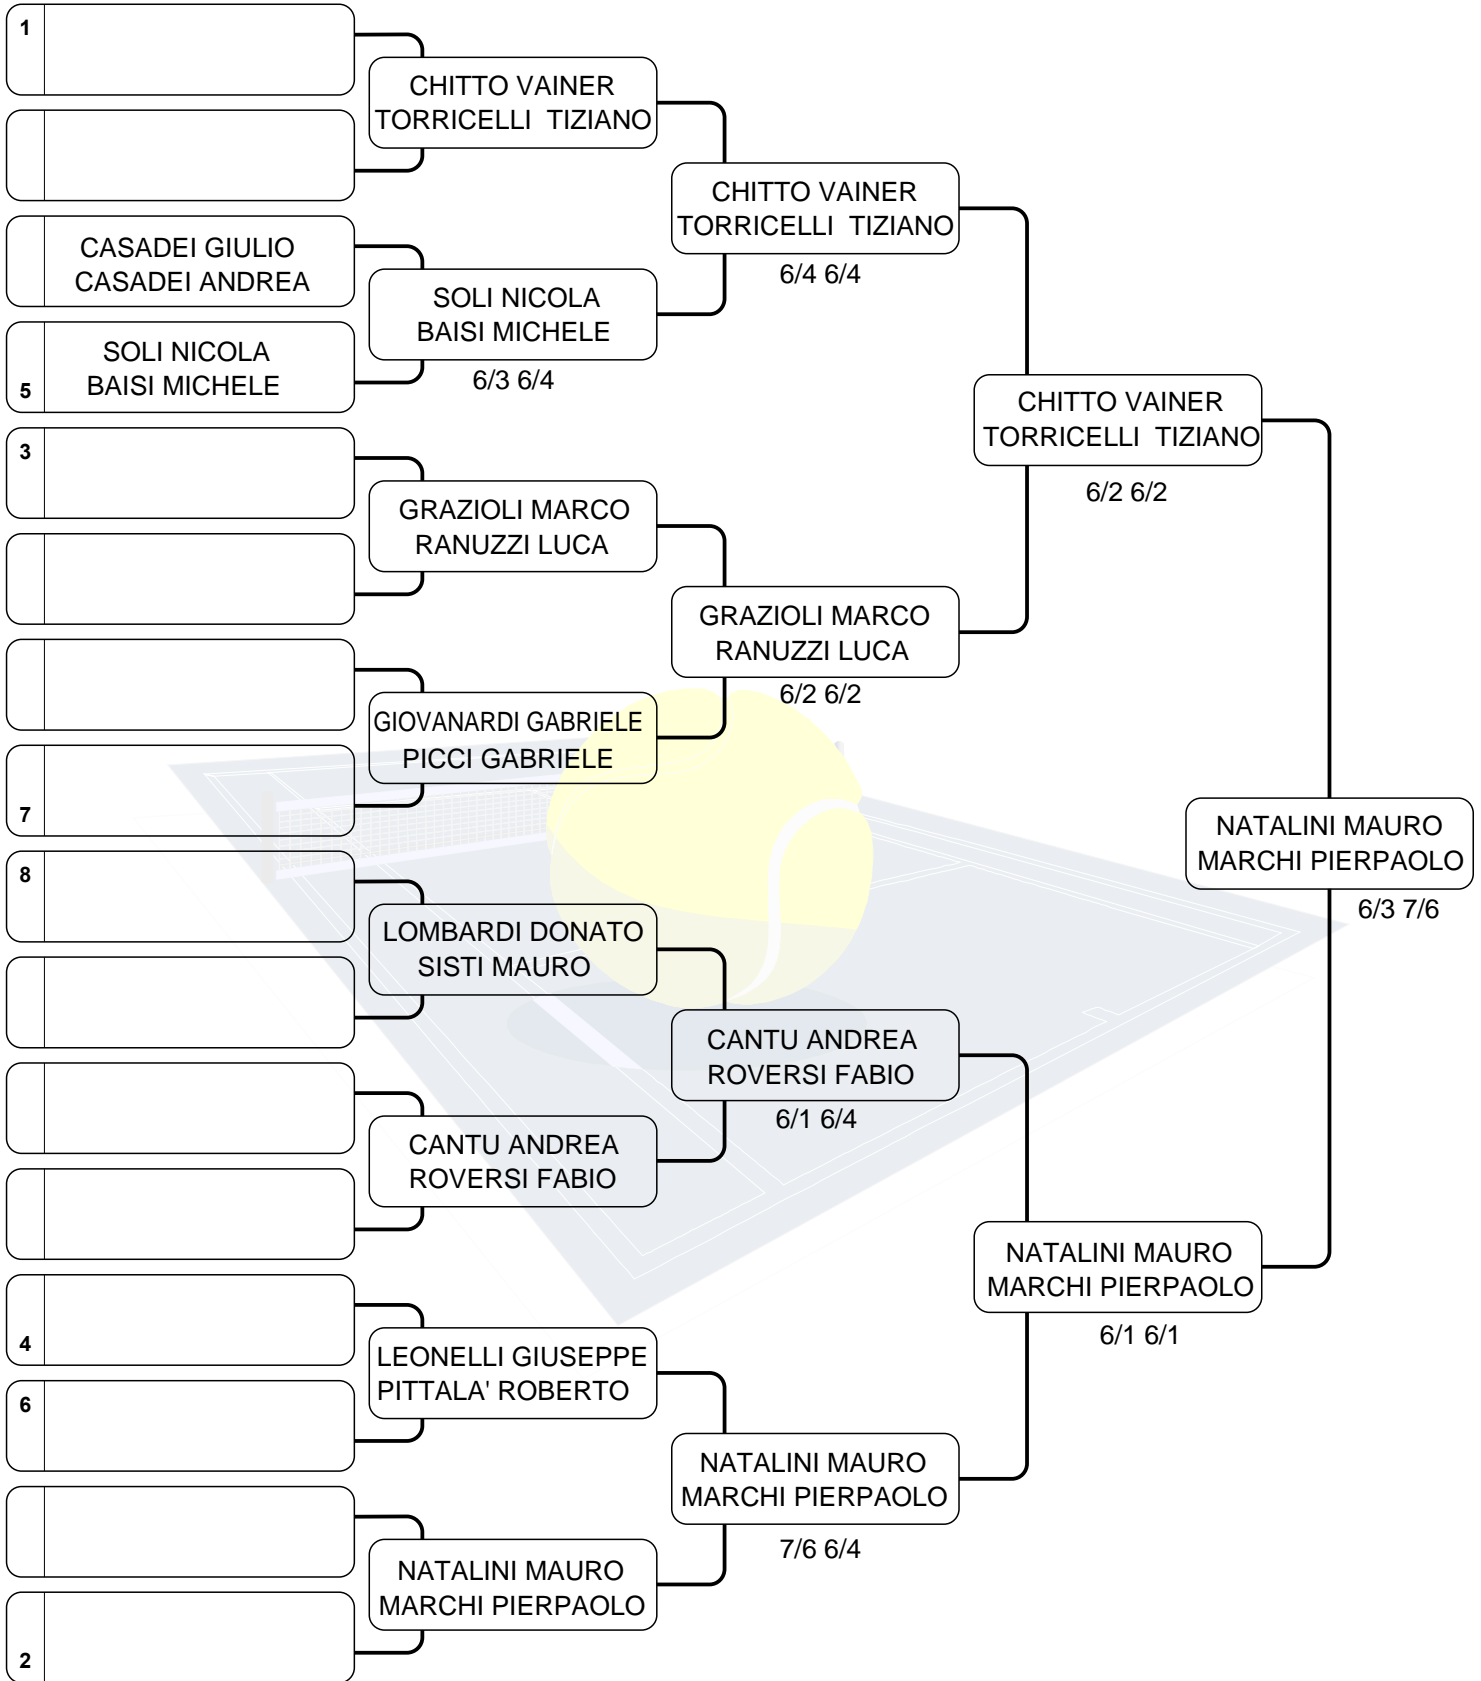 1
CASADEI GIULIO
CASADEI ANDREA
SOLI NICOLA
5 BAISI MICHELE
3
7
8
4
6
2
CHITTO VAINER
TORRICELLI  TIZIANO
SOLI NICOLA
BAISI MICHELE
6/3 6/4
GRAZIOLI MARCO
RANUZZI LUCA
GIOVANARDI GABRIELE
PICCI GABRIELE
LOMBARDI DONATO
SISTI MAURO
CANTU ANDREA
ROVERSI FABIO
LEONELLI GIUSEPPE
PITTALA' ROBERTO
NATALINI MAURO
MARCHI PIERPAOLO
CHITTO VAINER
TORRICELLI  TIZIANO
6/4 6/4
GRAZIOLI MARCO
RANUZZI LUCA
6/2 6/2
CANTU ANDREA
ROVERSI FABIO
6/1 6/4
NATALINI MAURO
MARCHI PIERPAOLO
7/6 6/4
CHITTO VAINER
TORRICELLI  TIZIANO
6/2 6/2
NATALINI MAURO
MARCHI PIERPAOLO
6/1 6/1
NATALINI MAURO
MARCHI PIERPAOLO
6/3 7/6